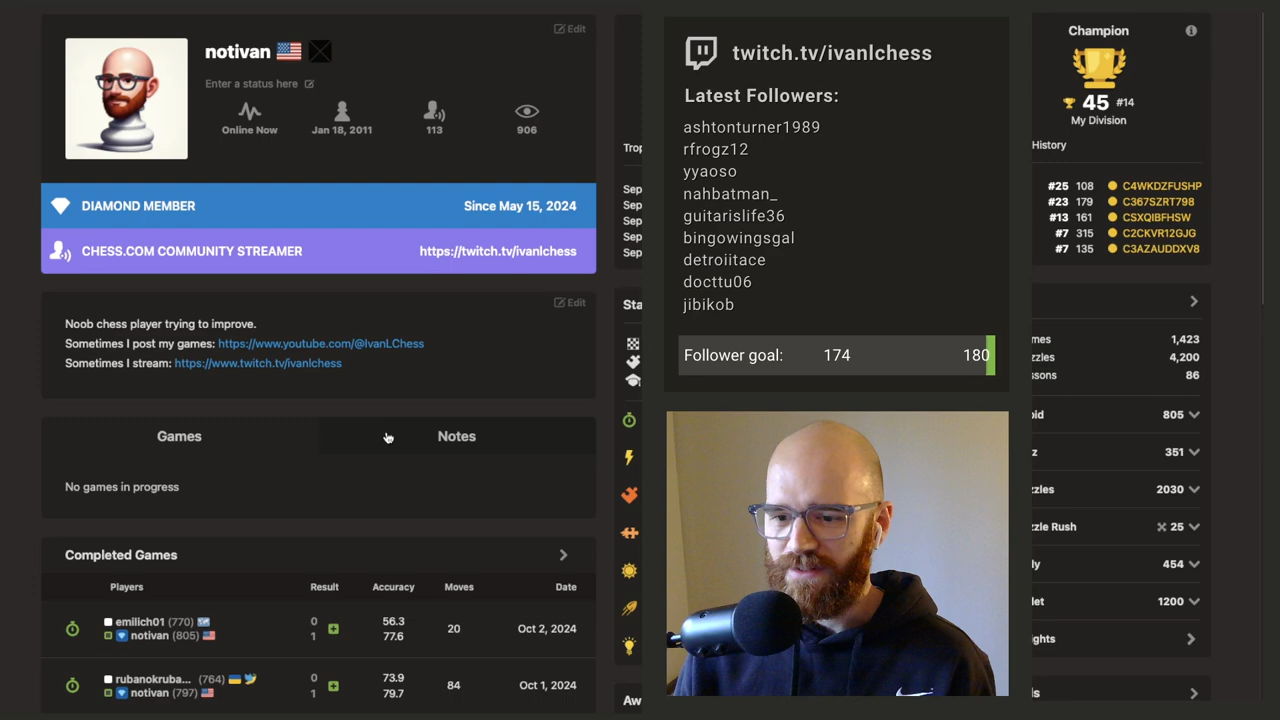 Edit
notivan
Enter a status here
Online Now
Jan 18, 2011
113
906
DIAMOND MEMBER
Since May 15, 2024
CHESS.COM COMMUNITY STREAMER
https://twitch.tv/ivanlchess
Edit
Noob chess player trying to improve.
Sometimes I post my games: https://www.youtube.com/@IvanLChess
Sometimes I stream: https://www.twitch.tv/ivanlchess
Games
Notes
No games in progress
Completed Games
Players Result Accuracy Moves Date
emilich01 (770) 0 56.3
notivan (805) 1 77.6
20 Oct 2, 2024
rubanokruba... (764) 0 73.9
notivan (797) 1 79.7
84 Oct 1, 2024
Trop
Sep
Sep
Sep
Sep
Sep
Sta
Aw
twitch.tv/ivanlchess
Latest Followers:
ashtonturner1989
rfrogz12
yyaoso
nahbatman_
guitarislife36
bingowingsgal
detroiitace
docttu06
jibikob
Follower goal: 174 180
Champion
45 #14
My Division
History
#25 108 C4WKDZFUSHP
#23 179 C367SZRT798
#13 161 CSXQIBFHSW
#7 315 C2CKVR12GJG
#7 135 C3AZAUDDXV8
mes 1,423
zzles 4,200
ssons 86
pid 805
z 351
zzles 2030
zzle Rush 25
ly 454
let 1200
ghts
ls